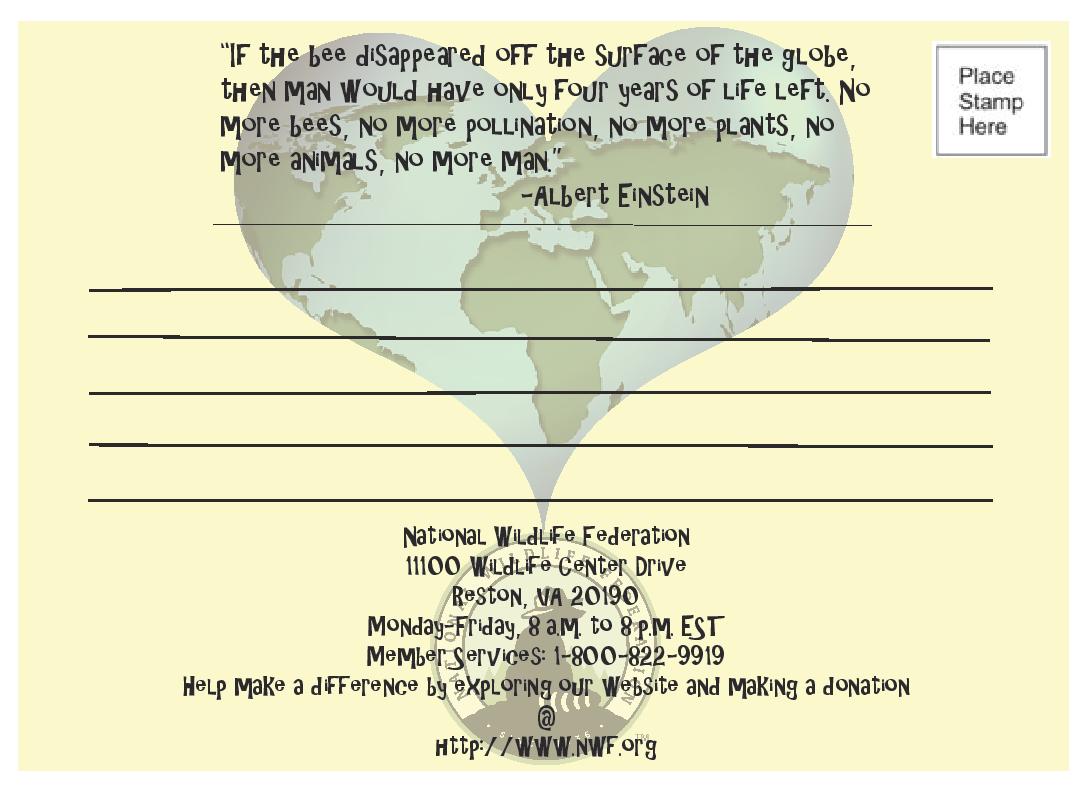 "If the bee disappeared off the surface of the globe,
then man would have only four years of life left. No
more bees, no more pollination, no more plants, no
more animals, no more man."
-Albert Einstein
Place
Stamp
Here
National Wildlife Federation
11100 Wildlife Center Drive
Reston, VA 20190
Monday-Friday, 8 a.m. to 8 p.m. EST
Member Services: 1-800-822-9919
Help make a difference by exploring our website and making a donation
@
http://www.nwf.org
NATIONAL WILDLIFE FEDERATION
TM